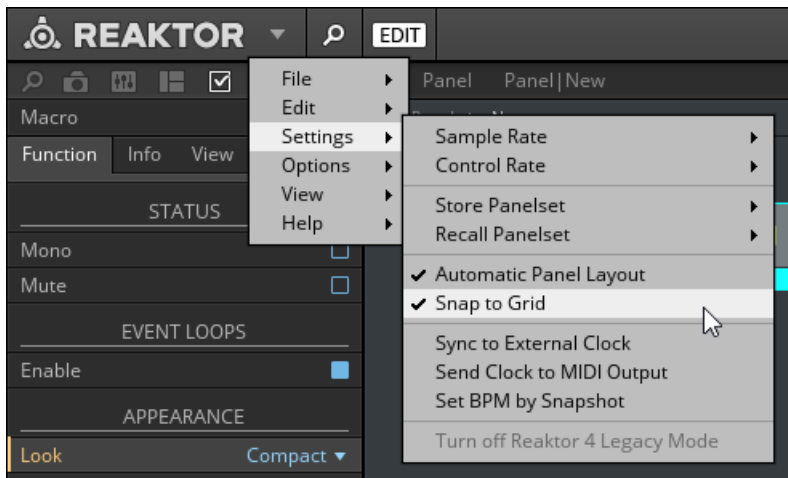 REAKTOR
EDIT
Panel Panel|New
Macro
Function Info View
STATUS
Mono
Mute
EVENT LOOPS
Enable
APPEARANCE
Look Compact
File
Edit
Settings
Options
View
Help
Sample Rate
Control Rate
Store Panelset
Recall Panelset
Automatic Panel Layout
Snap to Grid
Sync to External Clock
Send Clock to MIDI Output
Set BPM by Snapshot
Turn off Reaktor 4 Legacy Mode